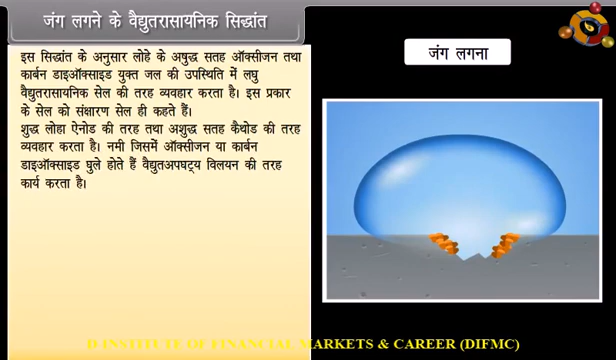 जंग लगने के वैद्युतरासायनिक सिद्धांत
इस सिद्धांत के अनुसार लोहे के अषुद्ध सतह ऑक्सीजन तथा
कार्बन डाइऑक्साइड युक्त जल की उपस्थिति में लघु
वैद्युतरासायनिक सेल की तरह व्यवहार करता है। इस प्रकार
के सेल को संक्षारण सेल ही कहते हैं।
शुद्ध लोहा ऐनोड की तरह तथा अशुद्ध सतह कैथोड की तरह
व्यवहार करता है। नमी जिसमें ऑक्सीजन या कार्बन
डाइऑक्साइड घुले होते हैं वैद्युतअपघट्य विलयन की तरह
कार्य करता है।
जंग लगना
D INSTITUTE OF FINANCIAL MARKETS & CAREER (DIFMC)